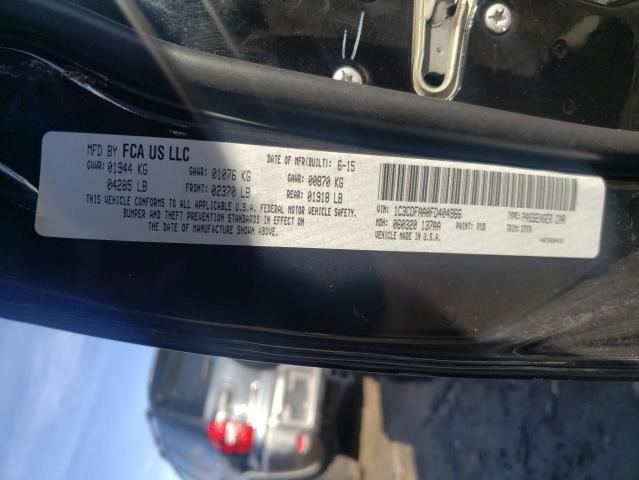 MFD BY FCA US LLC DATE OF MFR(BUILT): 6-15
GVWR: 01944 KG GAWR: 01076 KG GAWR: 00870 KG
04285 LB FRONT: 02370 LB REAR: 01918 LB
THIS VEHICLE CONFORMS TO ALL APPLICABLE U.S.A. FEDERAL MOTOR VEHICLE SAFETY,
BUMPER AND THEFT PREVENTION STANDARDS IN EFFECT ON
THE DATE OF MANUFACTURE SHOWN ABOVE.
VIN: 1C3CDFAA0FD404966 TYPE: PASSENGER CAR
MDH: 060320 137AA PAINT: TRIM:
VEHICLE MADE IN U.S.A.